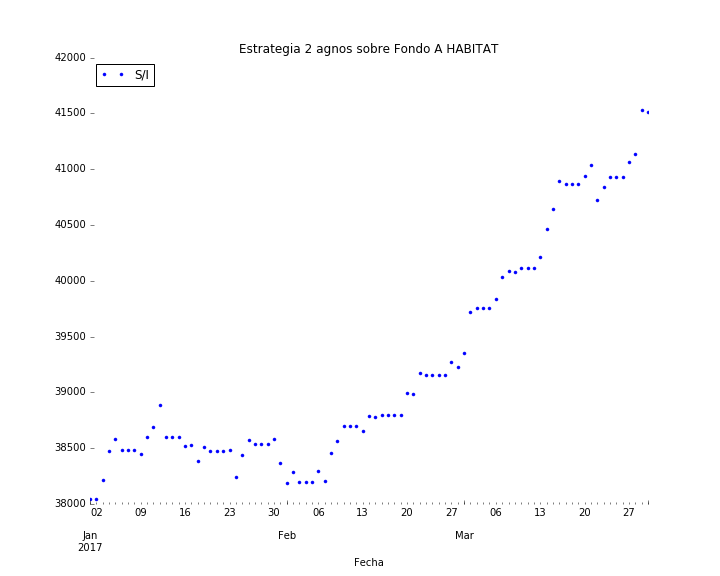 Estrategia 2 agnos sobre Fondo A HABITAT
S/I
42000
41500
41000
40500
40000
39500
39000
38500
38000
02 09 16 23 30 06 13 20 27 06 13 20 27
Jan Feb Mar
2017
Fecha